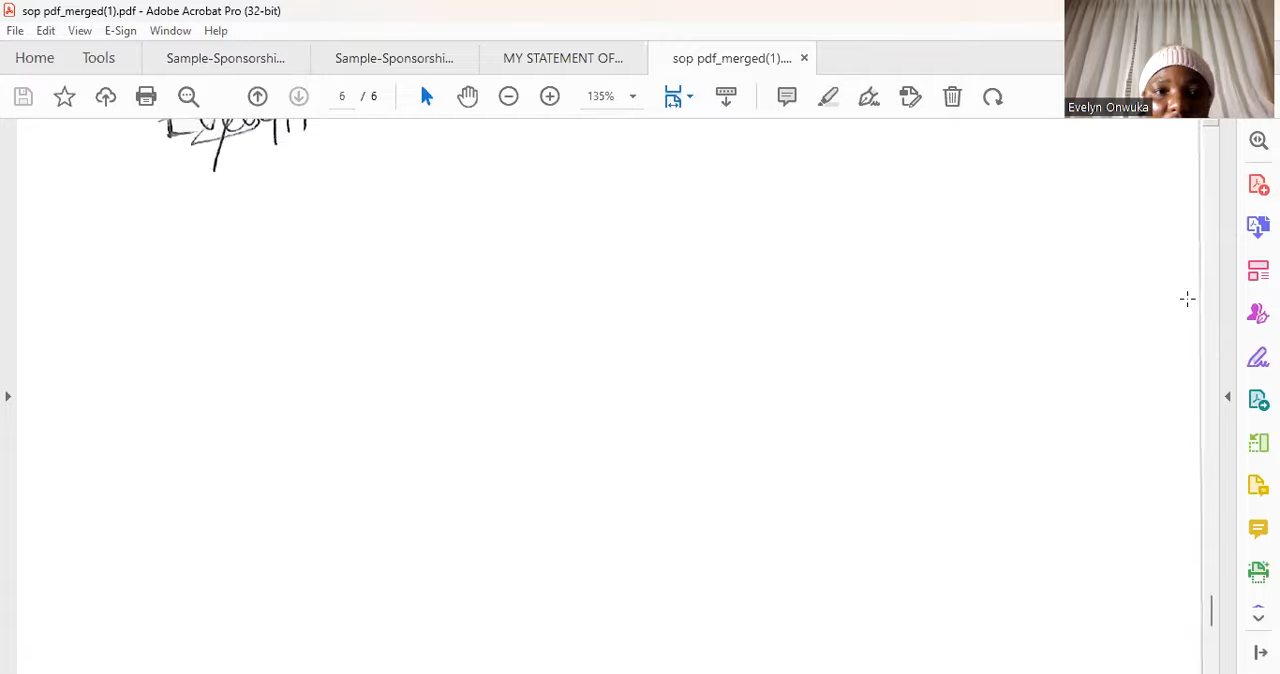 sop pdf_merged(1).pdf - Adobe Acrobat Pro (32-bit)
File Edit View E-Sign Window Help
Home Tools Sample-Sponsorshi... Sample-Sponsorshi... MY STATEMENT OF... sop pdf_merged(1).... ×
6 / 6 135%
Evelyn Onwuka